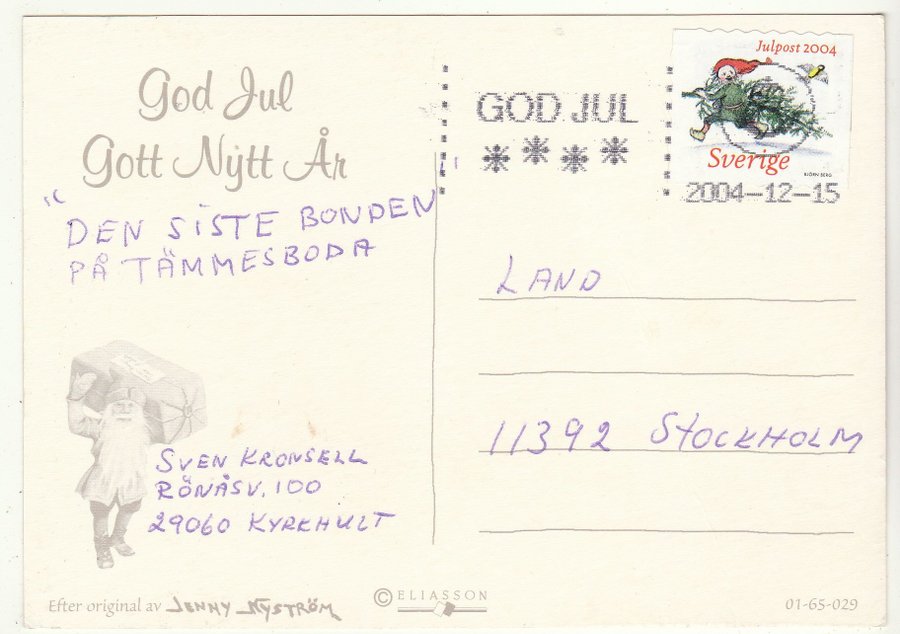 God Jul
Gott Nytt År
"DEN SISTE BONDEN"
PÅ TÄMMESBODA
SVEN KRONSELL
RÖNÅSV. 100
29060 KYRKHULT
Efter original av JENNY NYSTRÖM
© ELIASSON
GOD JUL
Julpost 2004
Sverige
BJÖRN BERG
2004-12-15
LAND
11392 STOCKHOLM
01-65-029